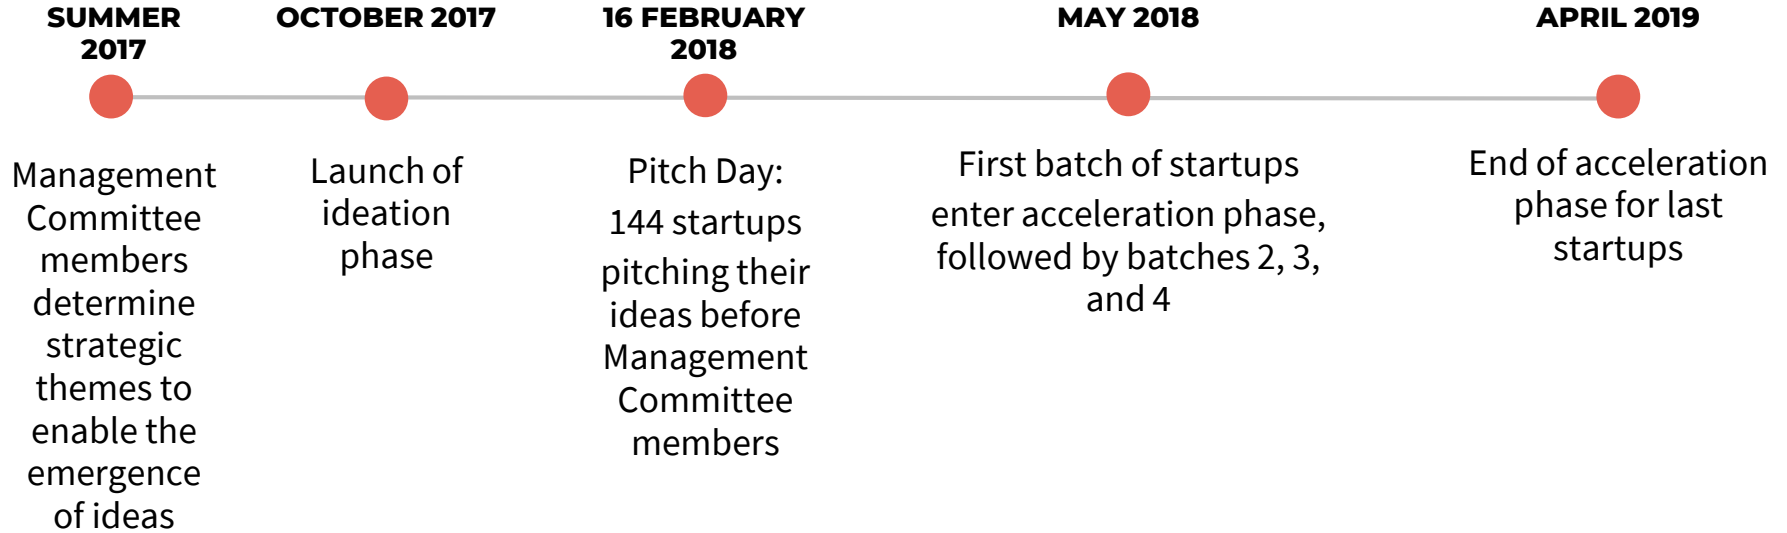 SUMMER
2017
Management
Committee
members
determine
strategic
themes to
enable the
emergence
of ideas
OCTOBER 2017
Launch of
ideation
phase
16 FEBRUARY
2018
Pitch Day:
144 startups
pitching their
ideas before
Management
Committee
members
MAY 2018
First batch of startups
enter acceleration phase,
followed by batches 2, 3,
and 4
APRIL 2019
End of acceleration
phase for last
startups